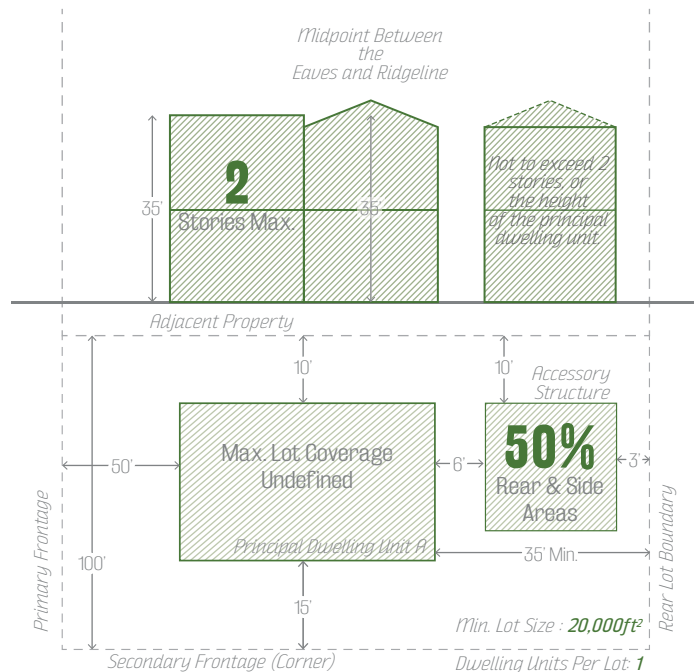 Midpoint Between
the
Eaves and Ridgeline
2
Stories Max.
35'
35'
Not to exceed 2
stories, or
the height
of the principal
dwelling unit
Adjacent Property
10'
10'
Accessory
Structure
Max. Lot Coverage
Undefined
50%
Rear & Side
Areas
50'
6'
3'
Principal Dwelling Unit A
35' Min.
100'
15'
Primary Frontage
Rear Lot Boundary
Min. Lot Size : 20,000ft²
Secondary Frontage (Corner)
Dwelling Units Per Lot: 1